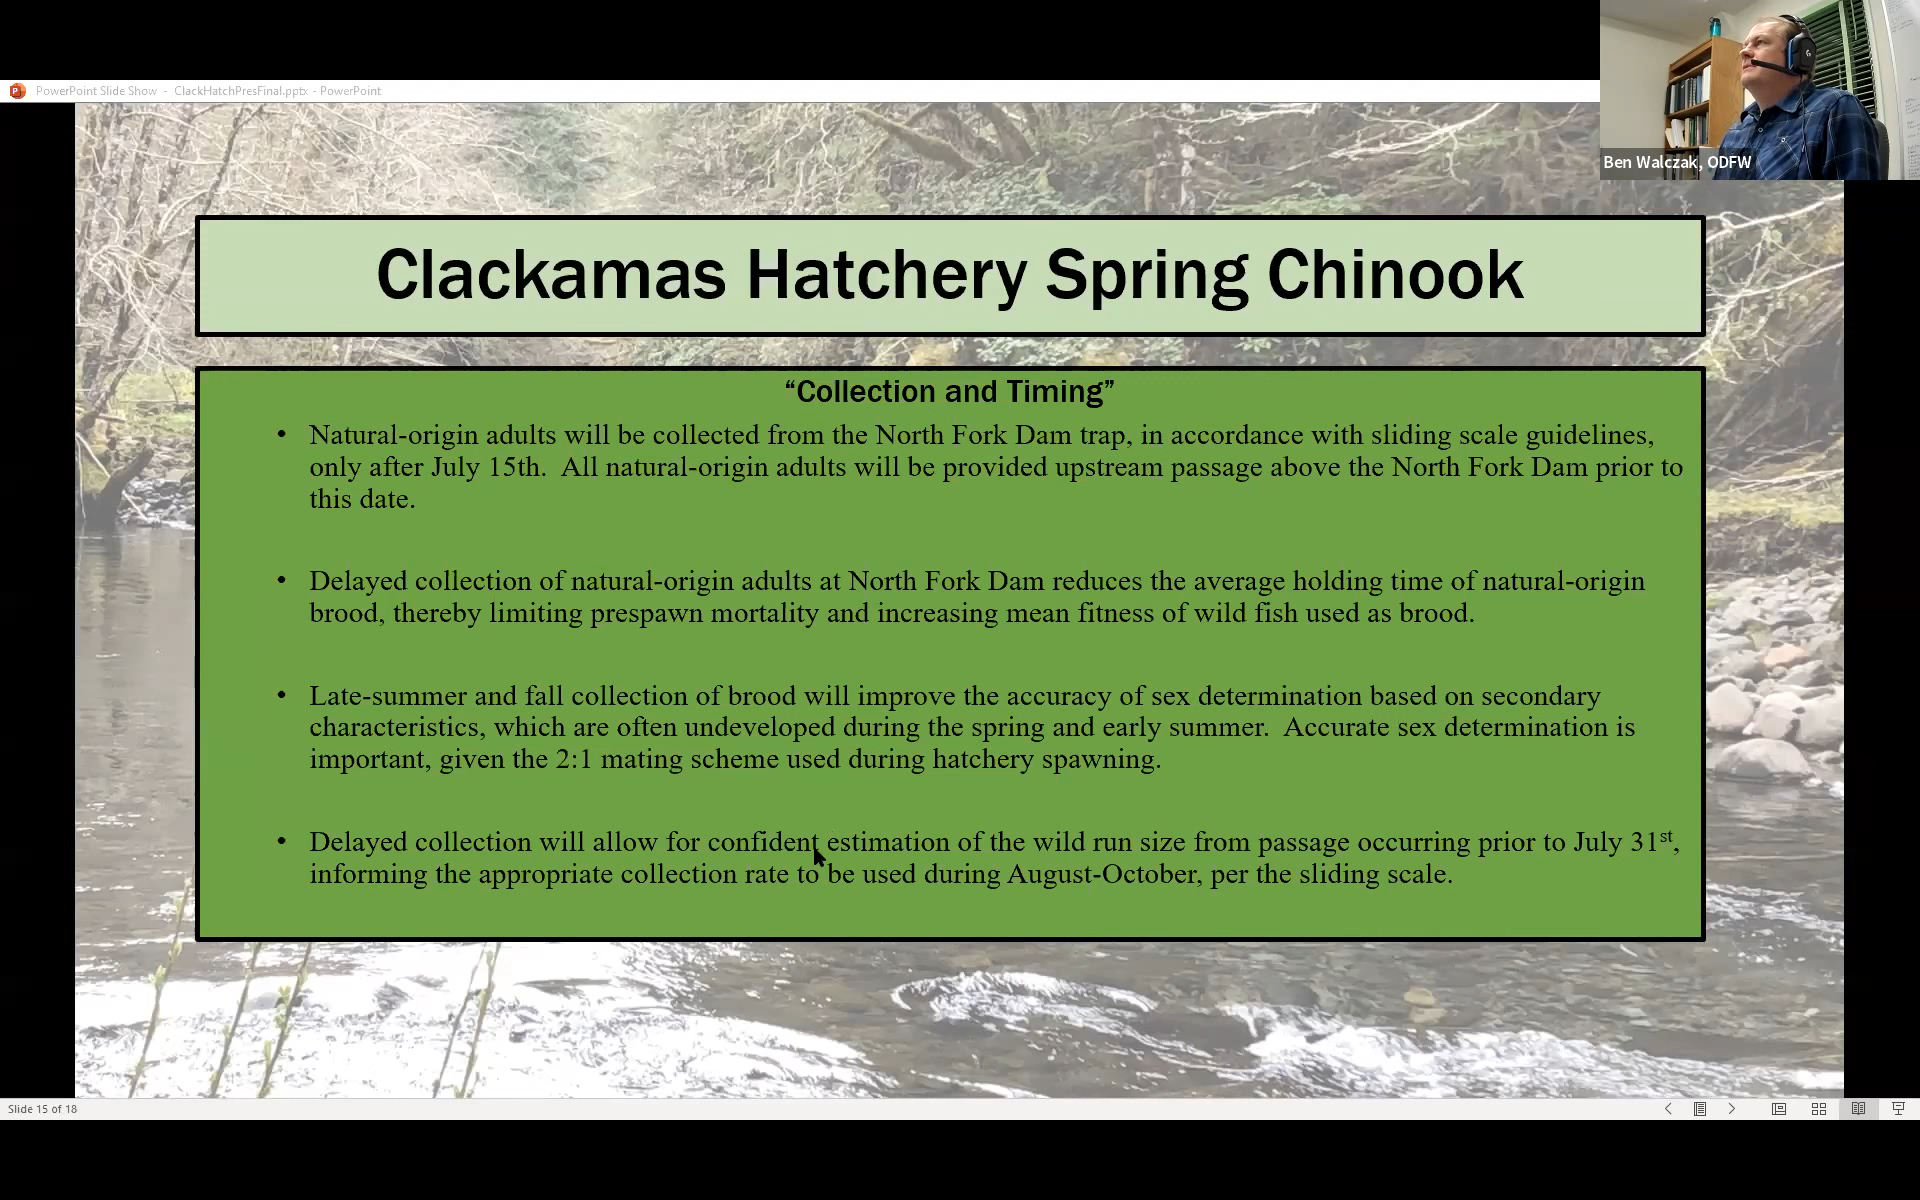 Ben Walczak, ODFW
PowerPoint Slide Show - ClackHatchPresFinal.pptx - PowerPoint
Clackamas Hatchery Spring Chinook
“Collection and Timing”
• Natural-origin adults will be collected from the North Fork Dam trap, in accordance with sliding scale guidelines,
only after July 15th.  All natural-origin adults will be provided upstream passage above the North Fork Dam prior to
this date.
• Delayed collection of natural-origin adults at North Fork Dam reduces the average holding time of natural-origin
brood, thereby limiting prespawn mortality and increasing mean fitness of wild fish used as brood.
• Late-summer and fall collection of brood will improve the accuracy of sex determination based on secondary
characteristics, which are often undeveloped during the spring and early summer.  Accurate sex determination is
important, given the 2:1 mating scheme used during hatchery spawning.
• Delayed collection will allow for confident estimation of the wild run size from passage occurring prior to July 31st,
informing the appropriate collection rate to be used during August-October, per the sliding scale.
Slide 15 of 18